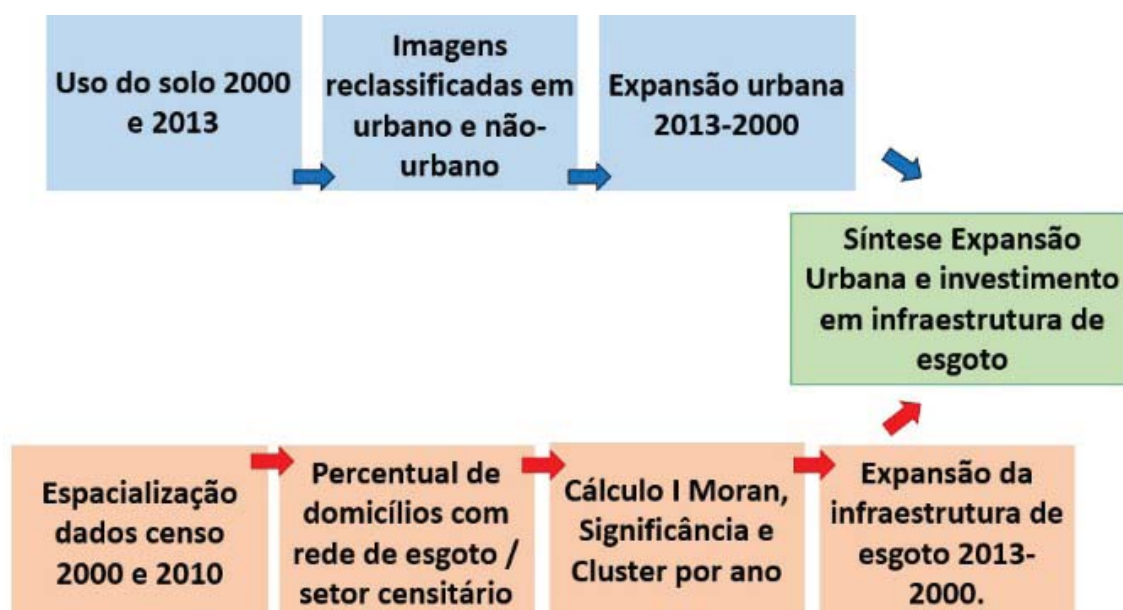 Uso do solo 2000
e 2013
Imagens
reclassificadas em
urbano e não-
urbano
Expansão urbana
2013-2000
Síntese Expansão
Urbana e investimento
em infraestrutura de
esgoto
Espacialização
dados censo
2000 e 2010
Percentual de
domicílios com
rede de esgoto /
setor censitário
Cálculo I Moran,
Significância e
Cluster por ano
Expansão da
infraestrutura de
esgoto 2013-
2000.